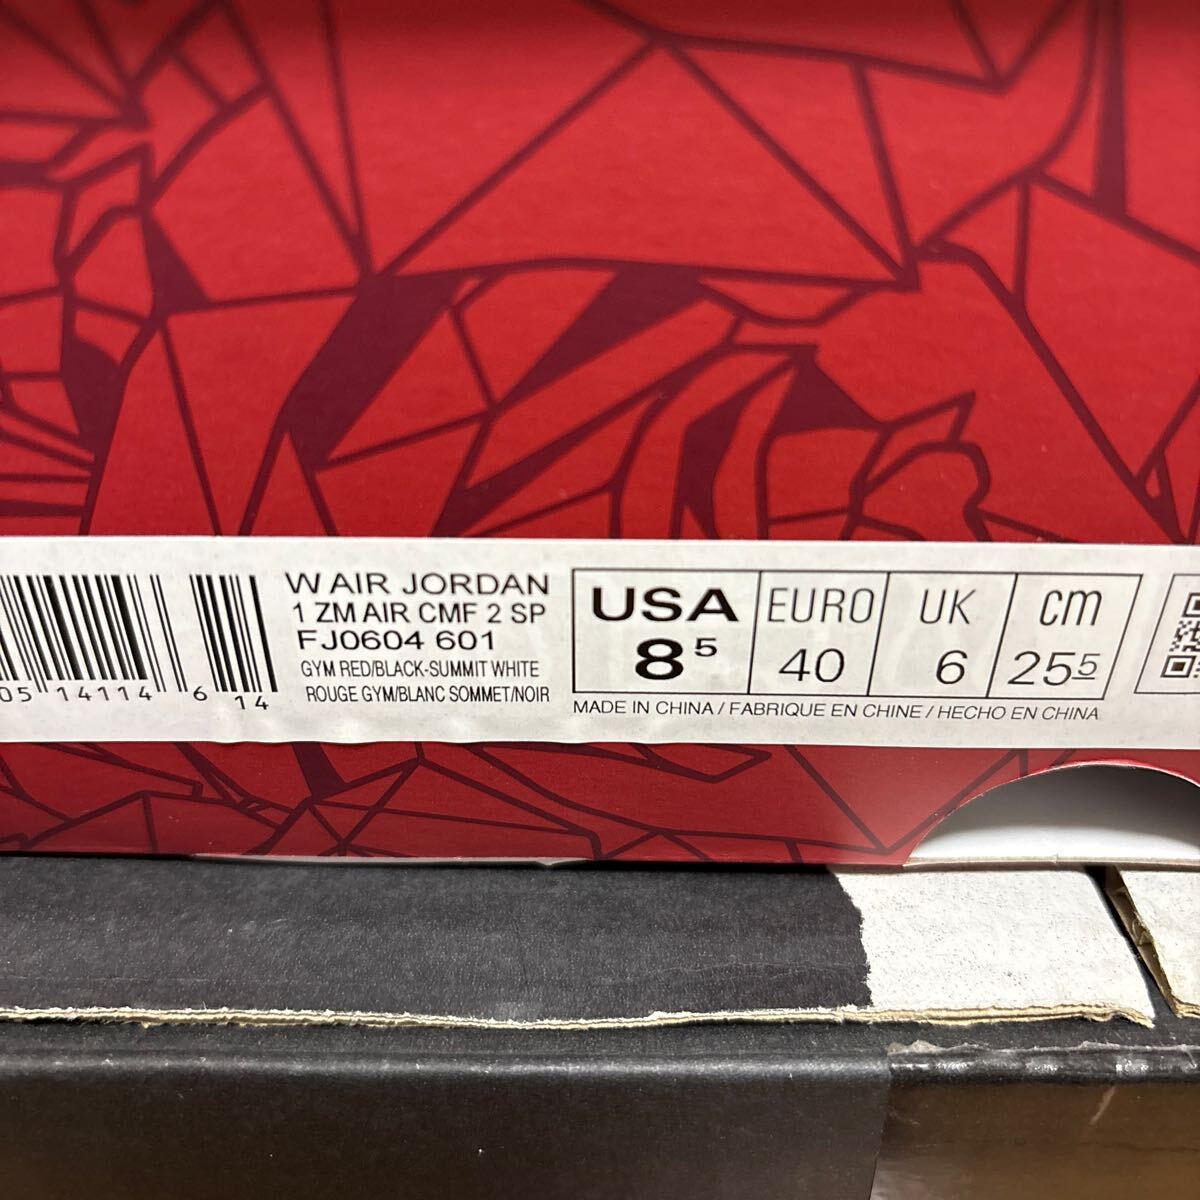 W AIR JORDAN
1 ZM AIR CMF 2 SP
FJ0604 601
GYM RED/BLACK-SUMMIT WHITE
ROUGE GYM/BLANC SOMMET/NOIR
05 14114 6 14
USA EURO UK cm
8 5 40 6 25 5
MADE IN CHINA / FABRIQUE EN CHINE / HECHO EN CHINA